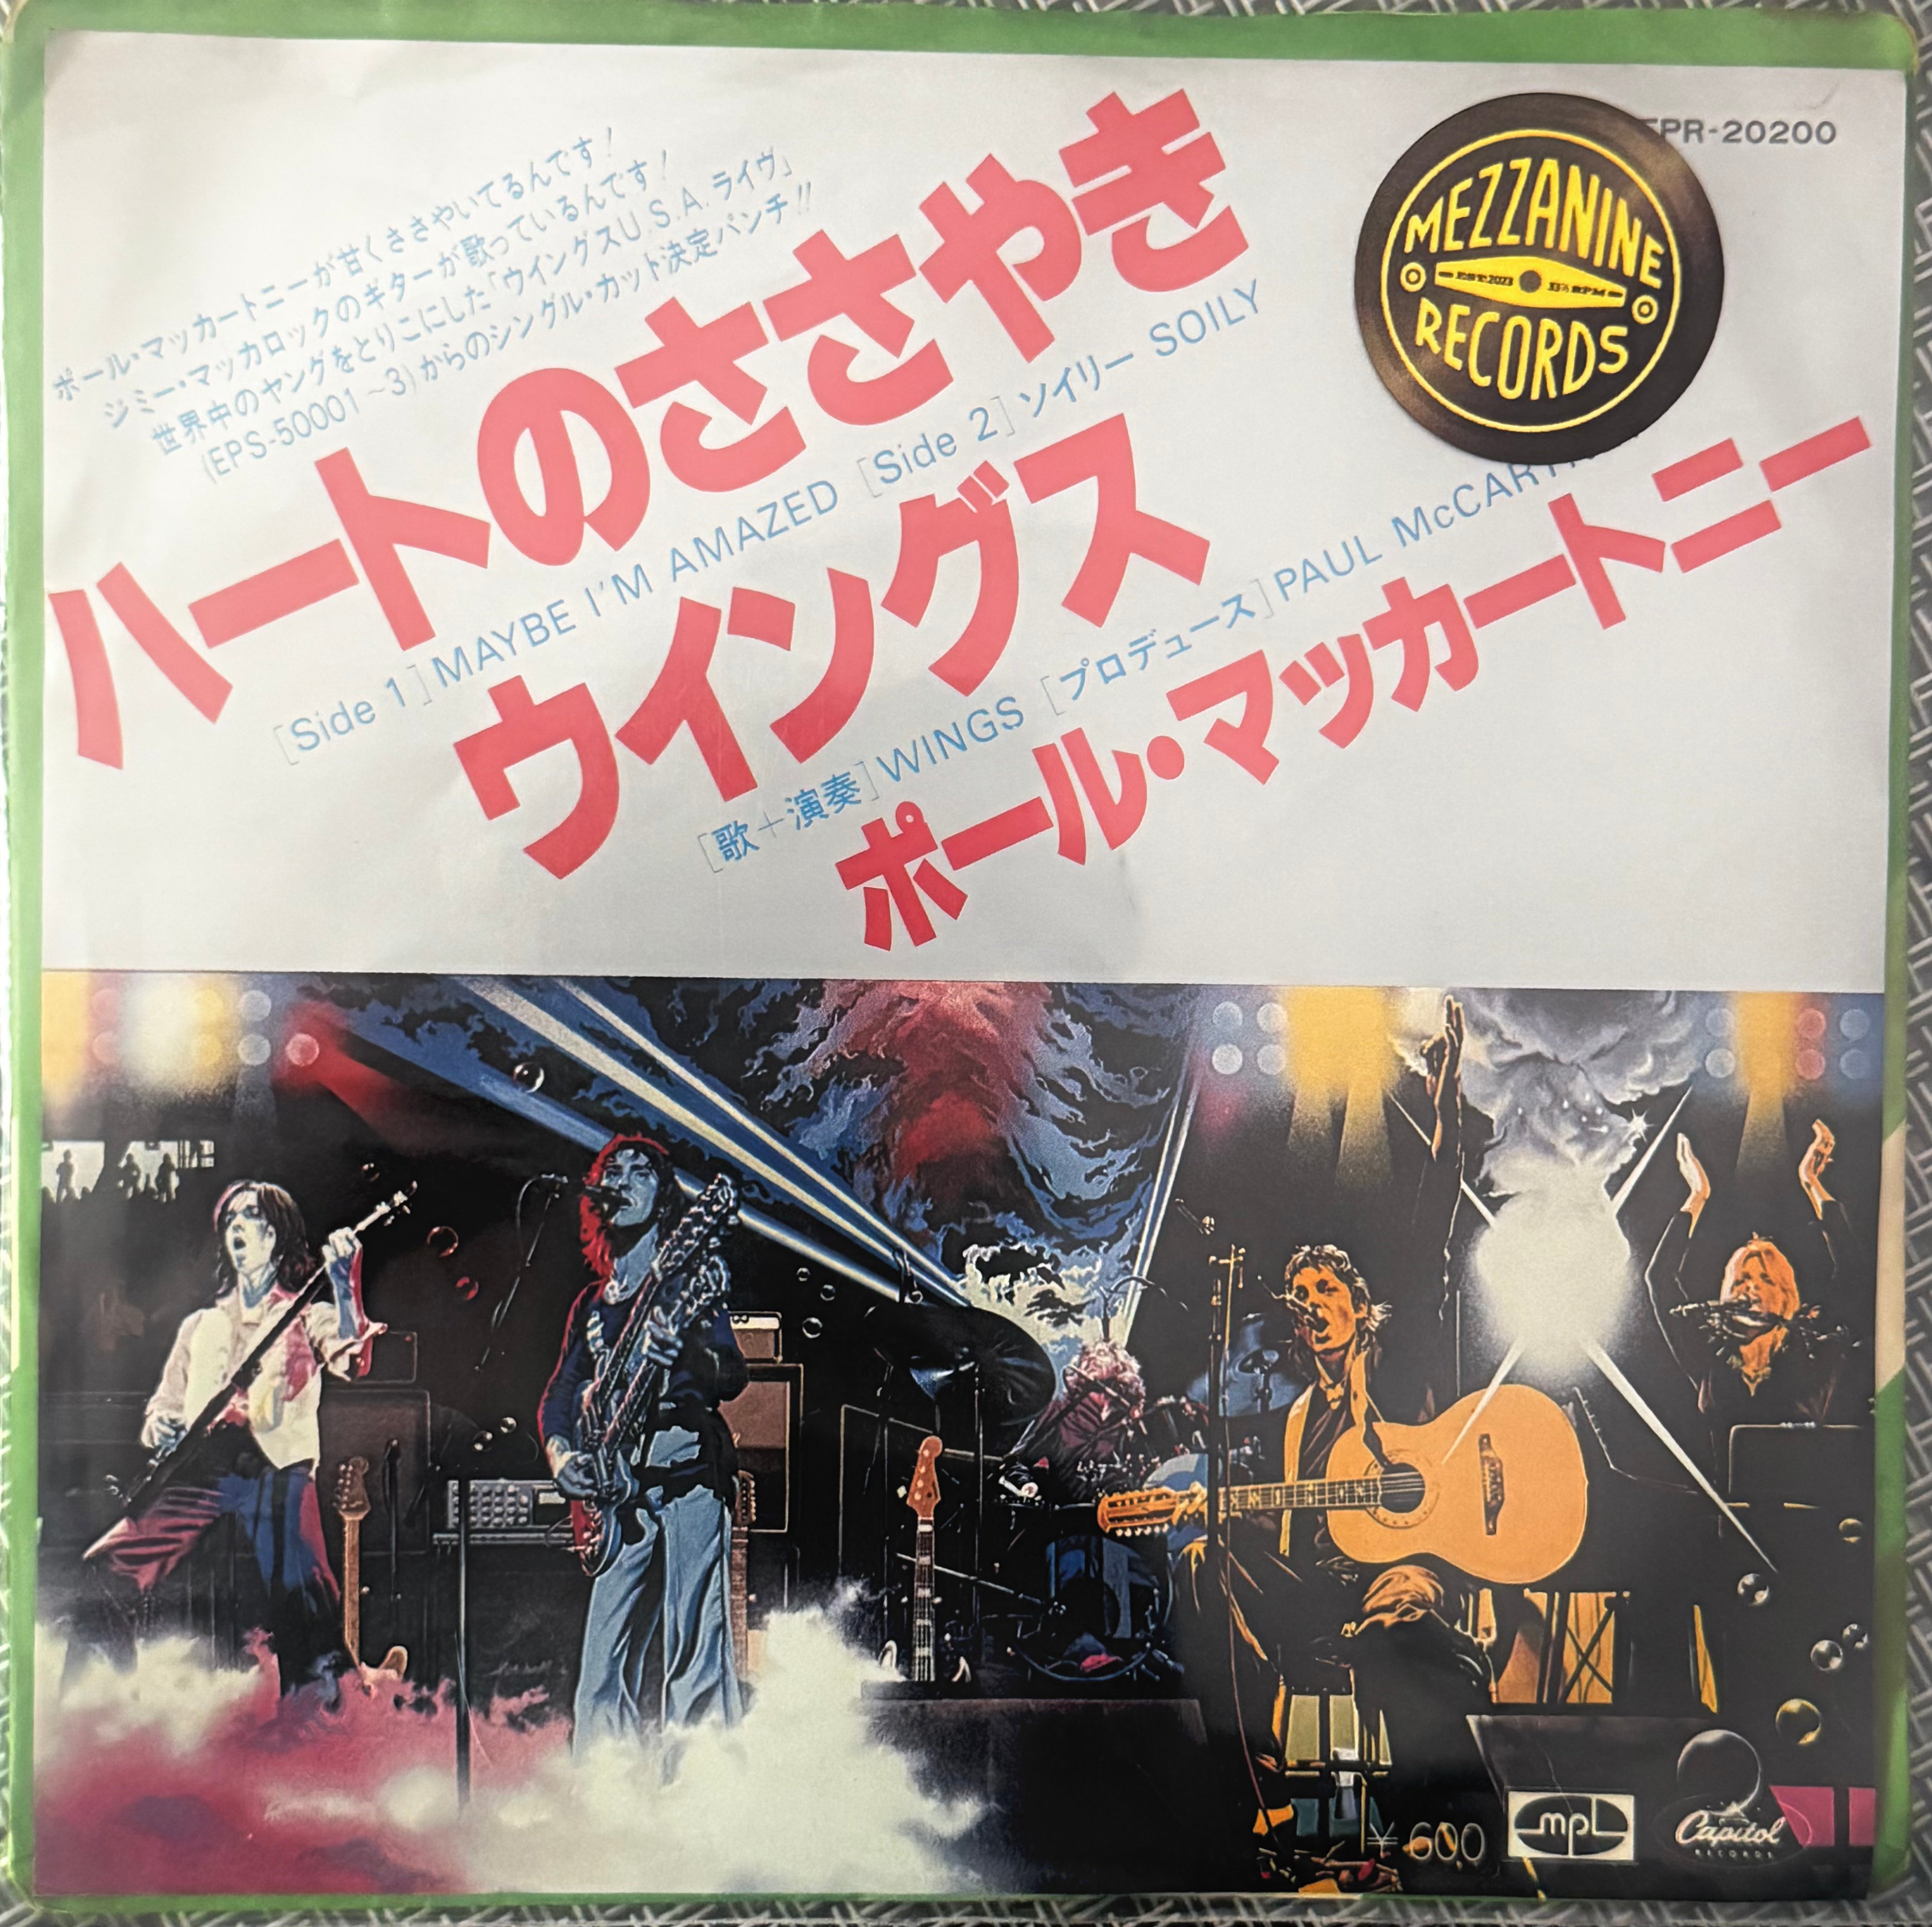 EPR-20200
ポール・マッカートニーが甘くささやいてるんです！
ジミー・マッカロックのギターが歌っているんです！
世界中のヤングをとりこにした「ウイングスU.S.A.ライヴ」
(EPS-50001〜3)からのシングル・カット決定パンチ!!
MEZZANINE
EST. 2023 33⅓ RPM
RECORDS
ハートのささやき
[Side 1] MAYBE I'M AMAZED [Side 2] ソイリー SOILY
ウイングス
[歌＋演奏] WINGS [プロデュース] PAUL McCART
ポール・マッカートニー
¥600 mpl Capitol
RECORDS